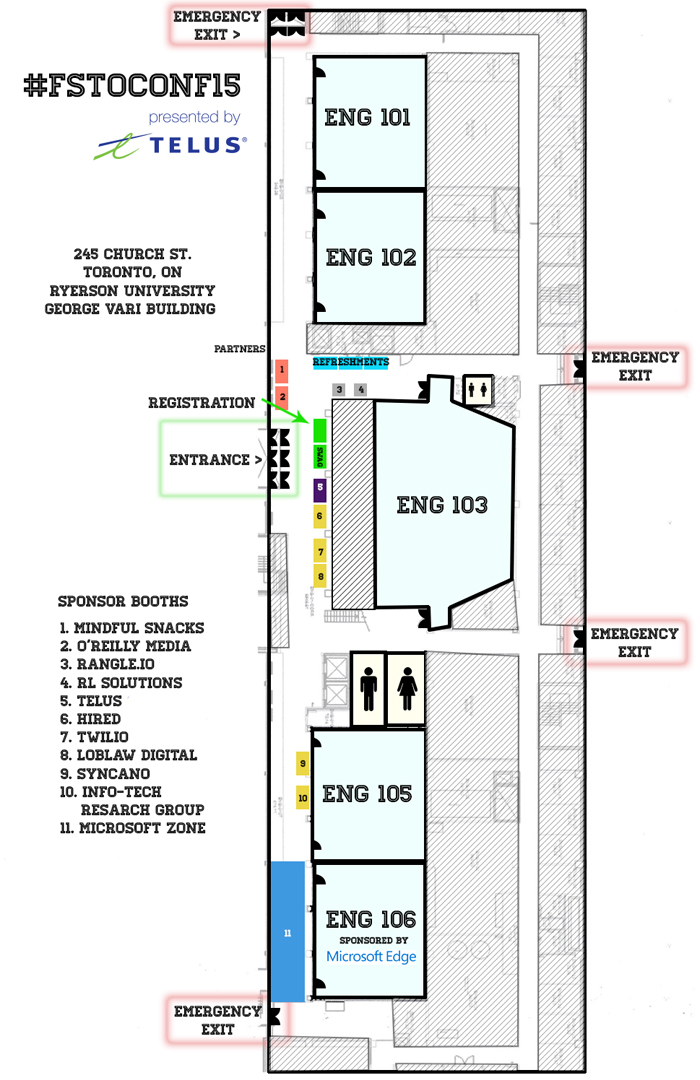 EMERGENCY
EXIT >
#FSTOCONF15
presented by
TELUS®
ENG 101
245 CHURCH ST.
TORONTO, ON
RYERSON UNIVERSITY
GEORGE VARI BUILDING
ENG 102
PARTNERS
REFRESHMENTS
EMERGENCY
EXIT
1
2
3
4
REGISTRATION
ENTRANCE >
SWAG
5
6
7
8
ENG 103
SPONSOR BOOTHS
1. MINDFUL SNACKS
2. O'REILLY MEDIA
3. RANGLE.IO
4. RL SOLUTIONS
5. TELUS
6. HIRED
7. TWILIO
8. LOBLAW DIGITAL
9. SYNCANO
10. INFO-TECH
RESARCH GROUP
11. MICROSOFT ZONE
EMERGENCY
EXIT
9
10
ENG 105
11
ENG 106
SPONSORED BY
Microsoft Edge
EMERGENCY
EXIT